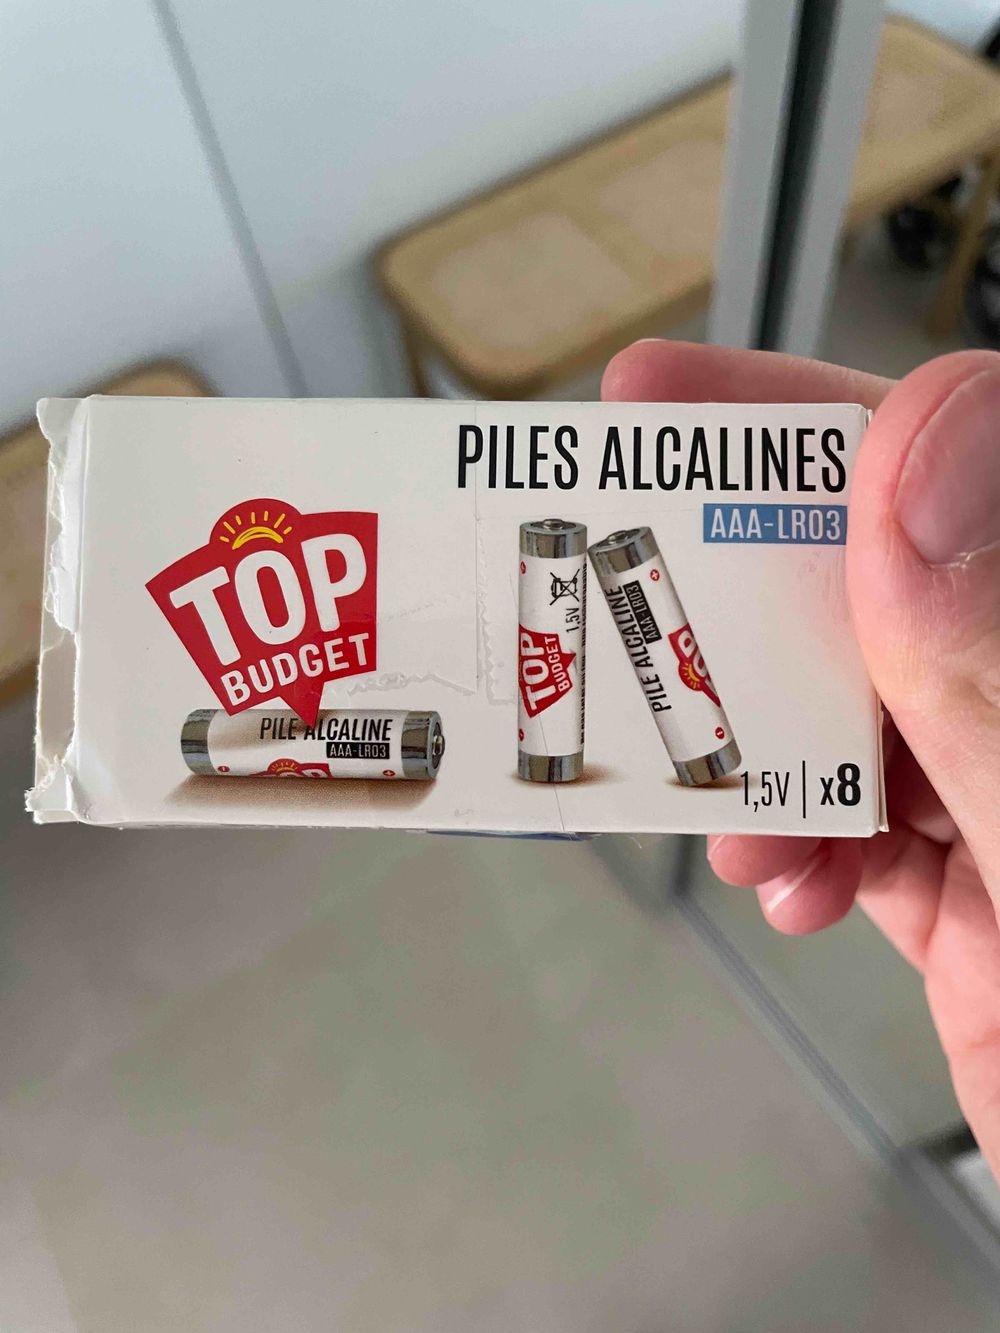 PILES ALCALINES
AAA-LR03
TOP
BUDGET
PILE ALCALINE
AAA-LR03
TOP
BUDGET
1,5V
PILE ALCALINE
AAA-LR03
1,5V | x8